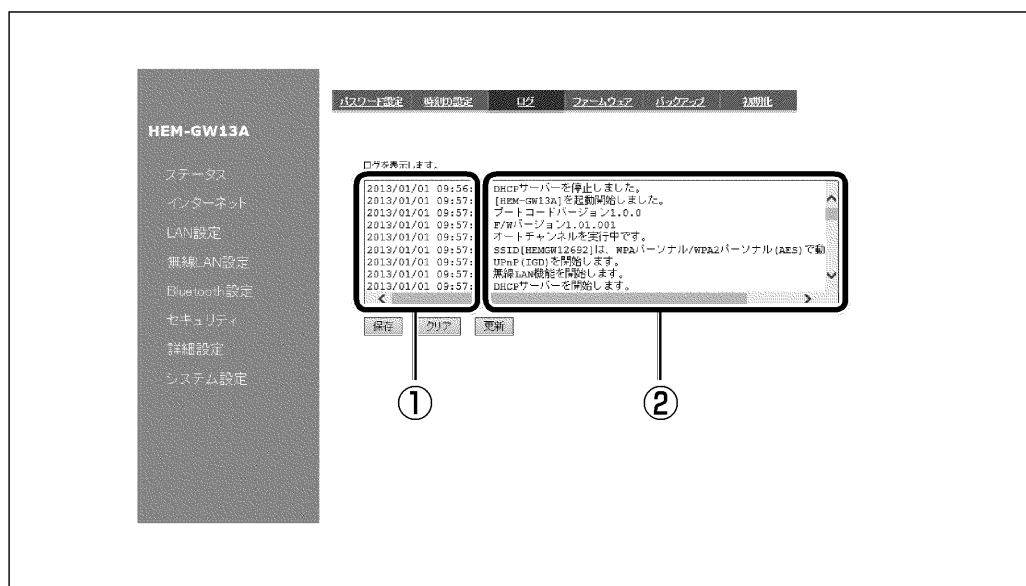 パスワード設定 時刻の設定 ログ ファームウェア バックアップ 初期化
HEM-GW13A
ステータス
インターネット
LAN設定
無線LAN設定
Bluetooth設定
セキュリティ
詳細設定
システム設定
ログを表示します。
2013/01/01 09:56: DHCPサーバーを停止しました。
2013/01/01 09:57: [HEM-GW13A]を起動開始しました。
2013/01/01 09:57: ブートコードバージョン1.0.0
2013/01/01 09:57: F/Wバージョン1.01.001
2013/01/01 09:57: オートチャンネルを実行中です。
2013/01/01 09:57: SSID[HEMGW12692]は、WPAパーソナル/WPA2パーソナル(AES)で動
2013/01/01 09:57: UPnP(IGD)を開始します。
2013/01/01 09:57: 無線LAN機能を開始します。
2013/01/01 09:57: DHCPサーバーを開始します。
保存 クリア 更新
① ②